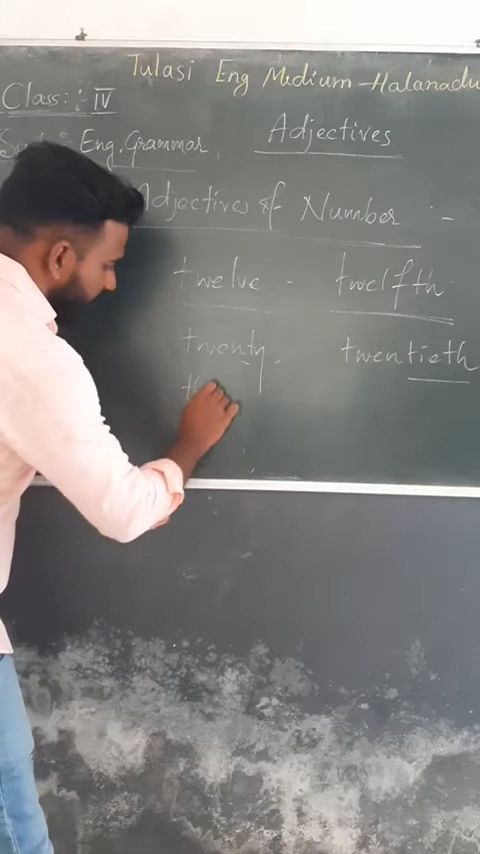 Tulasi Eng Medium - Halanadu
Class: IV
Eng. Grammar Adjectives
Adjectives of Number -
twelve - twelfth
twenty. twentieth